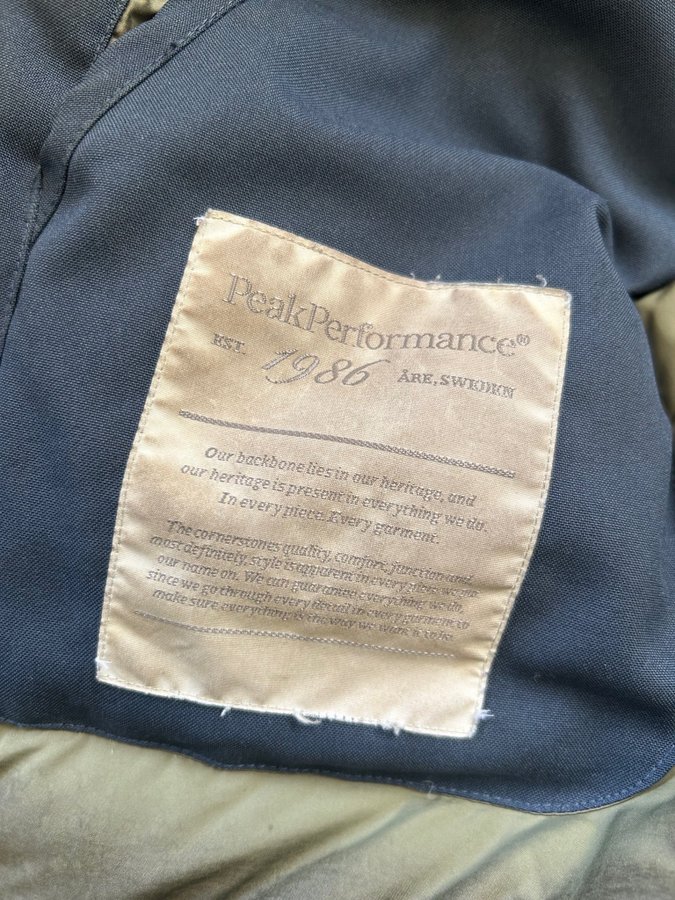 PeakPerformance®
EST. 1986 ÅRE, SWEDEN
Our backbone lies in our heritage, and
our heritage is present in everything we do.
In every piece. Every garment.
The cornerstones quality, comfort, function and
most definitely, style is apparent in every piece we put
our name on. We can guarantee everything we do,
since we go through every detail in every garment to
make sure everything is the way we want it to be.